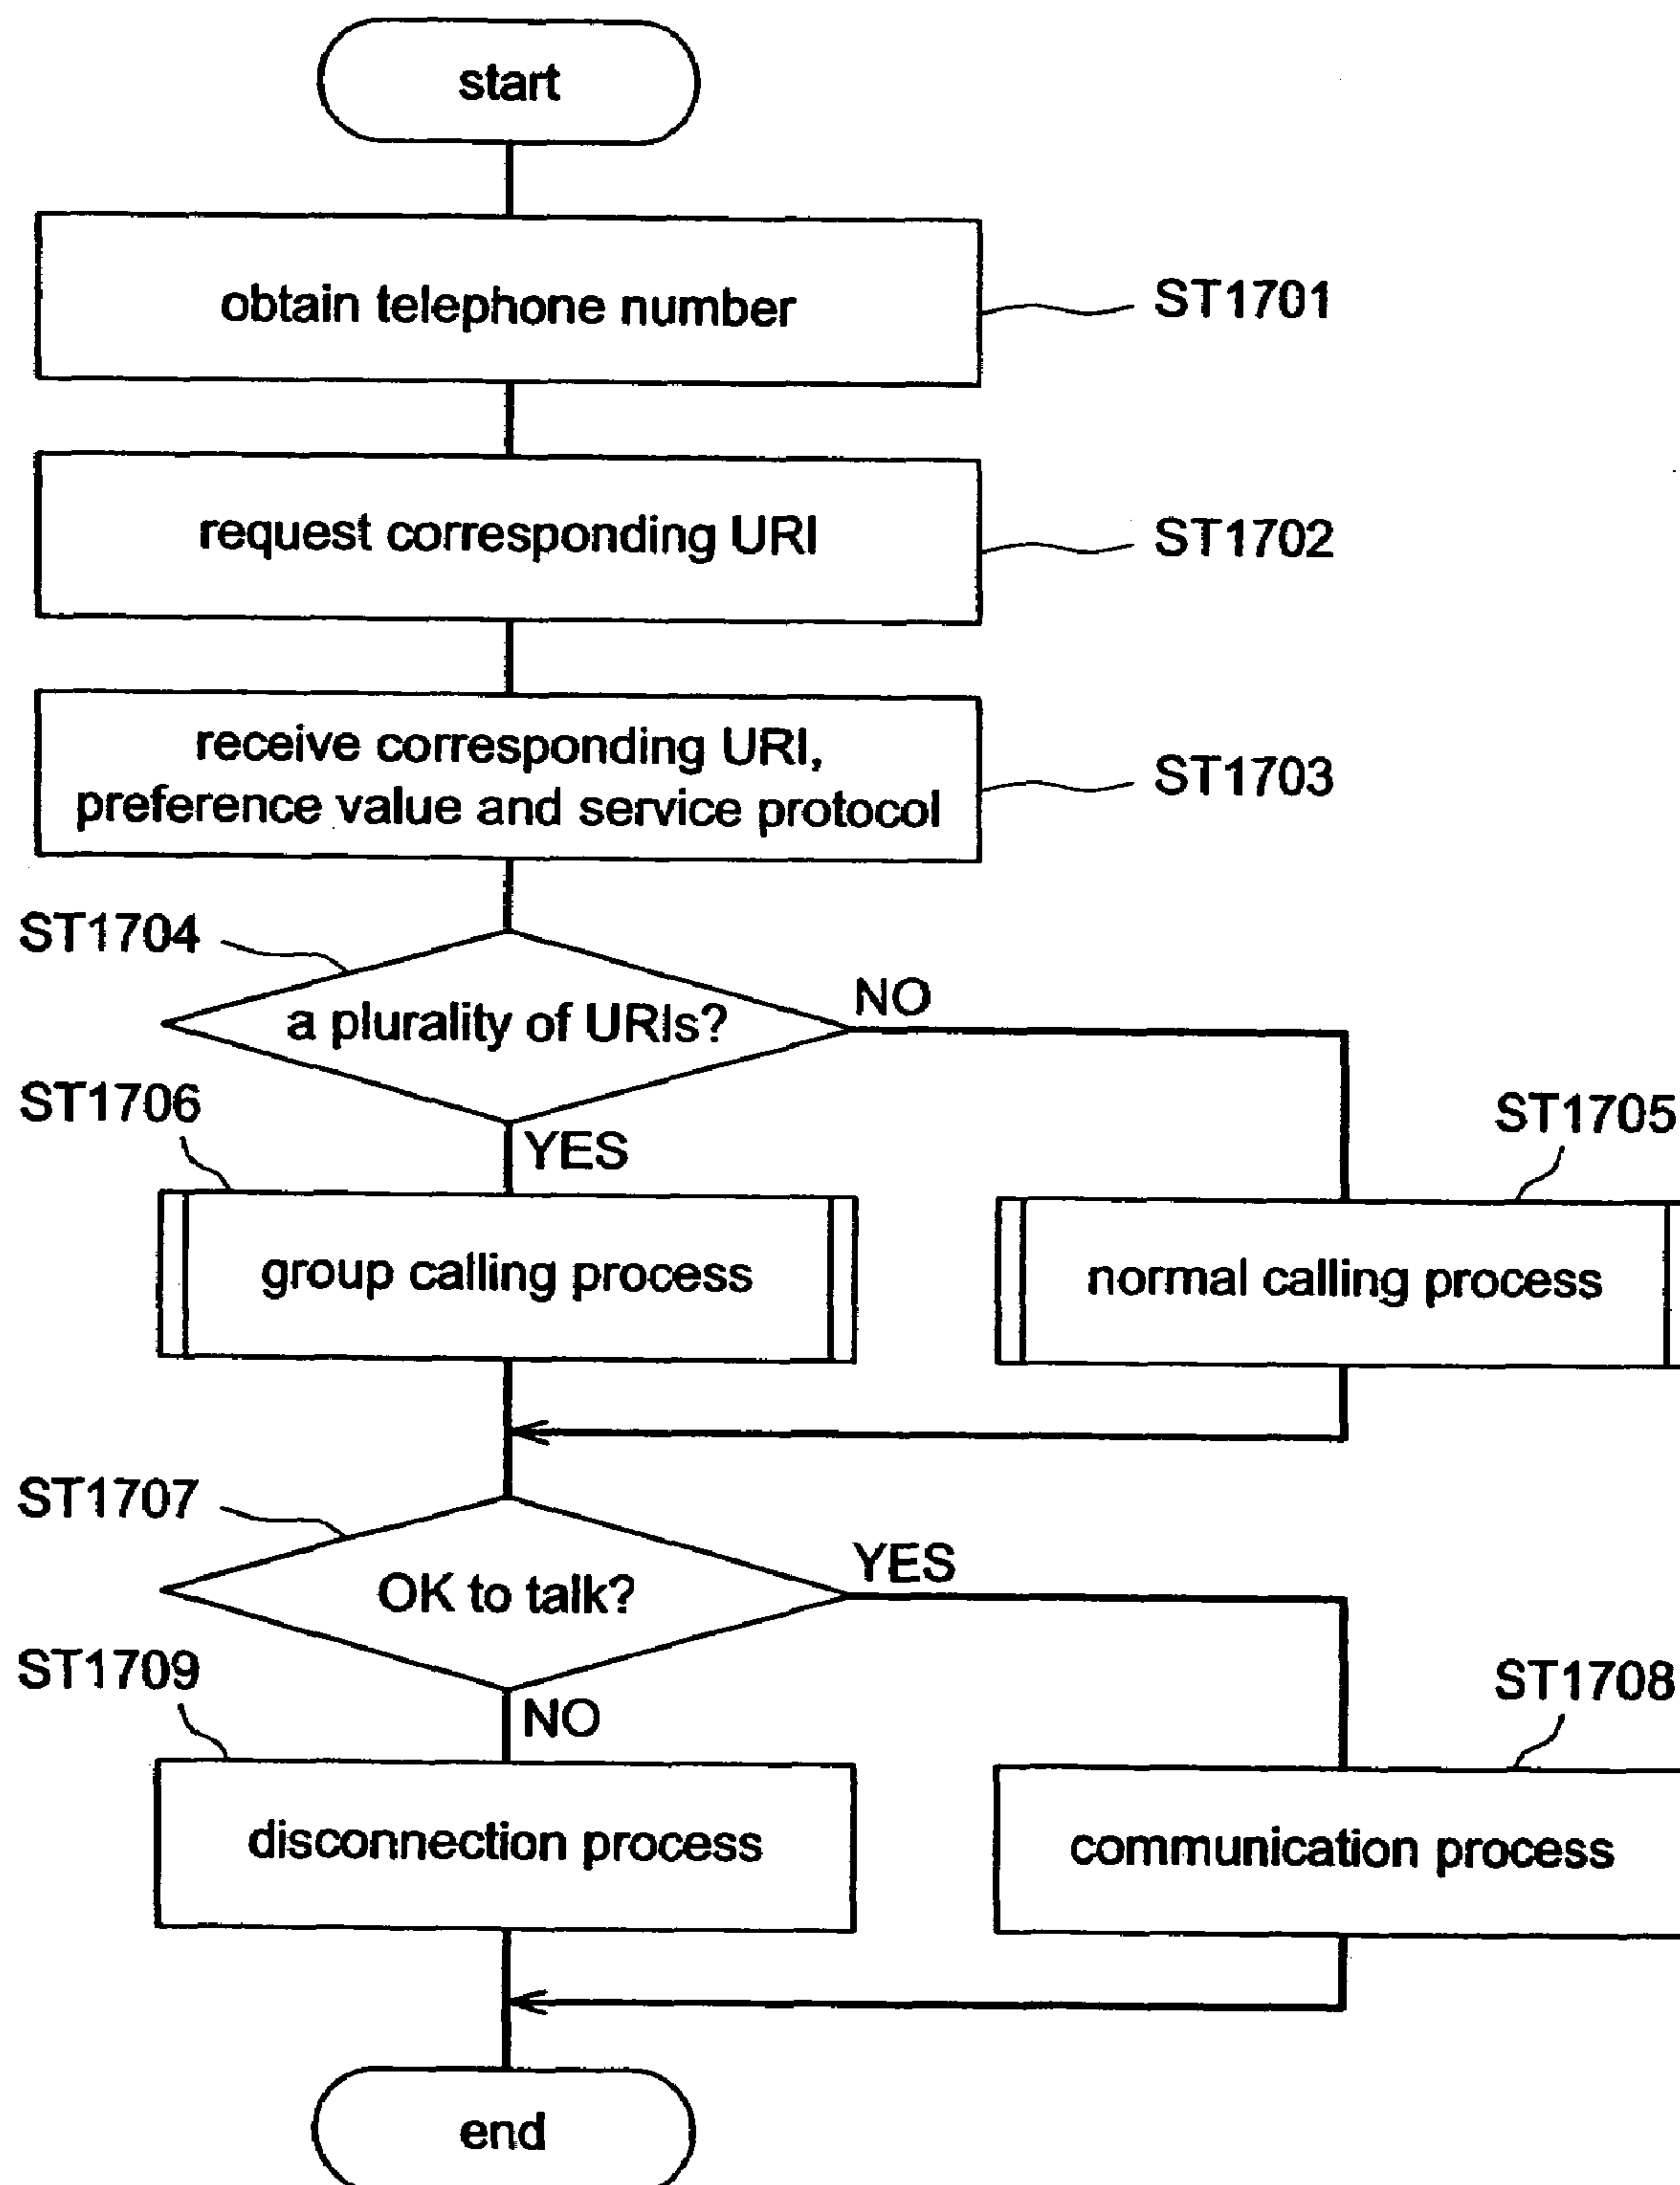 start
obtain telephone number
ST1701
request corresponding URI
ST1702
receive corresponding URI,
preference value and service protocol
ST1703
ST1704
a plurality of URIs?
NO
YES
ST1706
group calling process
ST1705
normal calling process
ST1707
OK to talk?
YES
NO
ST1709
disconnection process
ST1708
communication process
end